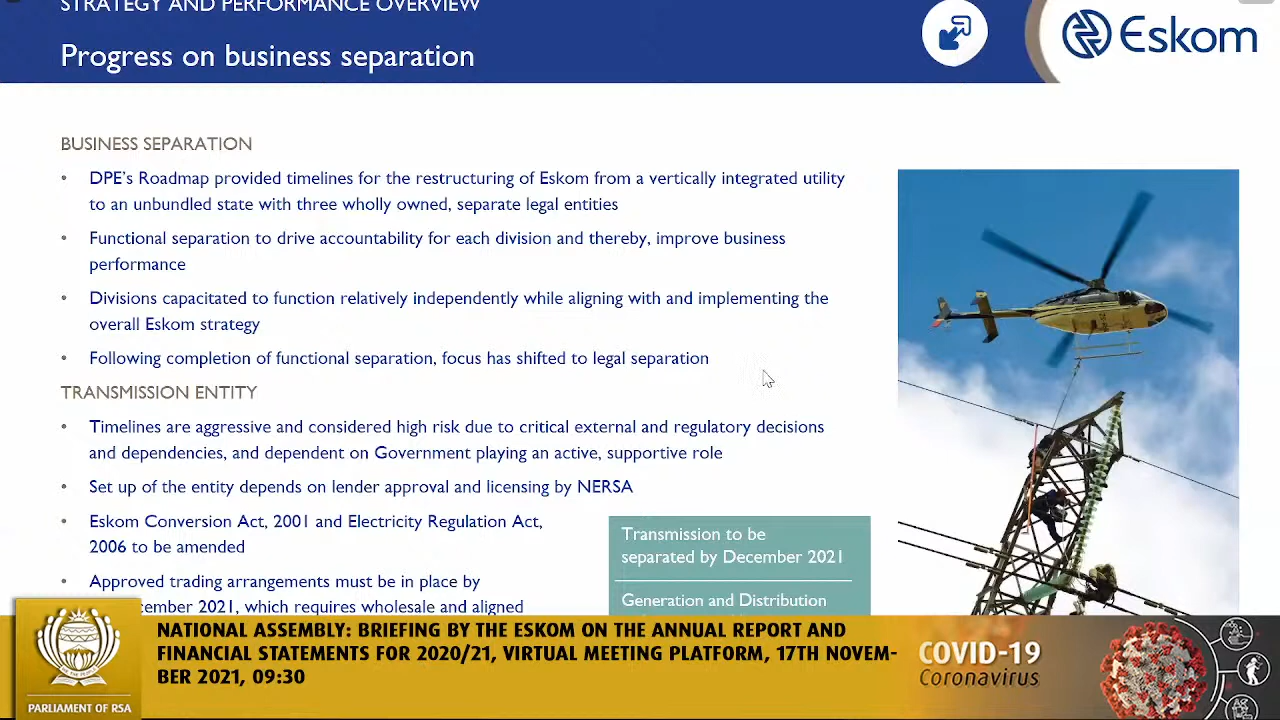 STRATEGY AND PERFORMANCE OVERVIEW
Progress on business separation
Eskom
BUSINESS SEPARATION
• DPE's Roadmap provided timelines for the restructuring of Eskom from a vertically integrated utility
to an unbundled state with three wholly owned, separate legal entities
• Functional separation to drive accountability for each division and thereby, improve business
performance
• Divisions capacitated to function relatively independently while aligning with and implementing the
overall Eskom strategy
• Following completion of functional separation, focus has shifted to legal separation
TRANSMISSION ENTITY
• Timelines are aggressive and considered high risk due to critical external and regulatory decisions
and dependencies, and dependent on Government playing an active, supportive role
• Set up of the entity depends on lender approval and licensing by NERSA
• Eskom Conversion Act, 2001 and Electricity Regulation Act,
2006 to be amended
• Approved trading arrangements must be in place by
cember 2021, which requires wholesale and aligned
Transmission to be
separated by December 2021
Generation and Distribution
NATIONAL ASSEMBLY: BRIEFING BY THE ESKOM ON THE ANNUAL REPORT AND
FINANCIAL STATEMENTS FOR 2020/21, VIRTUAL MEETING PLATFORM, 17TH NOVEM-
BER 2021, 09:30
PARLIAMENT OF RSA
COVID-19
Coronavirus